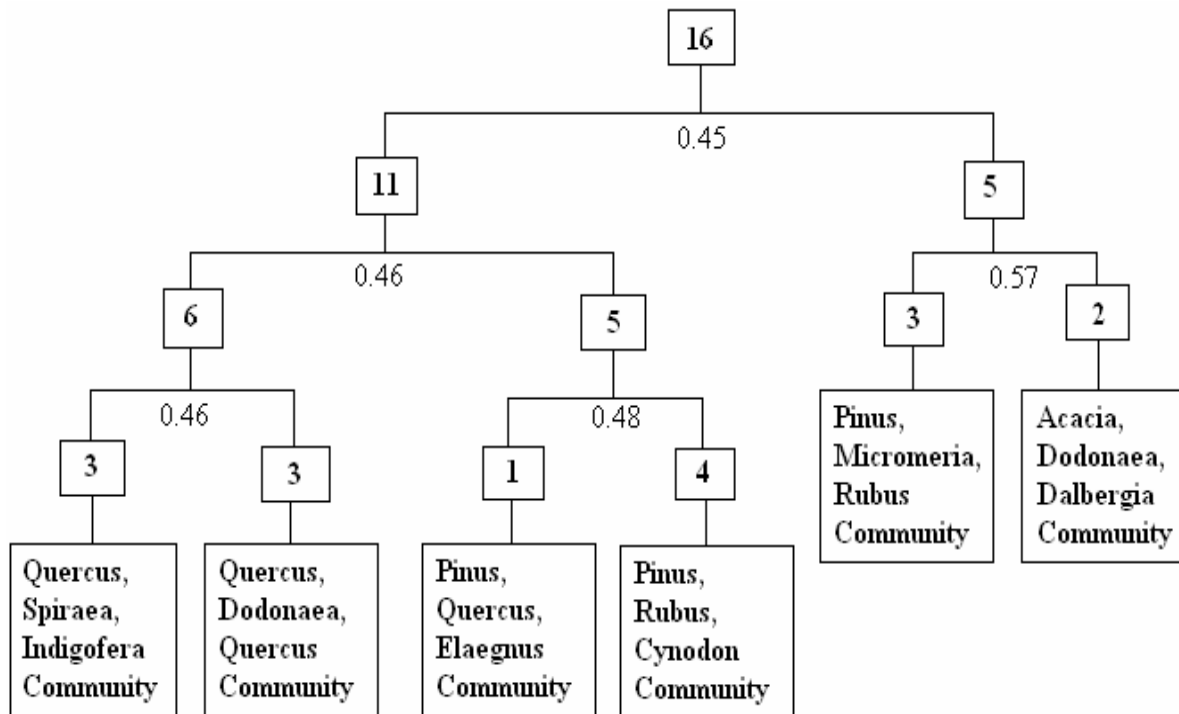 16
0.45
11
5
0.46
0.57
6
5
3
2
0.46
0.48
3
3
1
4
Pinus,
Micromeria,
Rubus
Community
Acacia,
Dodonaea,
Dalbergia
Community
Quercus,
Spiraea,
Indigofera
Community
Quercus,
Dodonaea,
Quercus
Community
Pinus,
Quercus,
Elaegnus
Community
Pinus,
Rubus,
Cynodon
Community